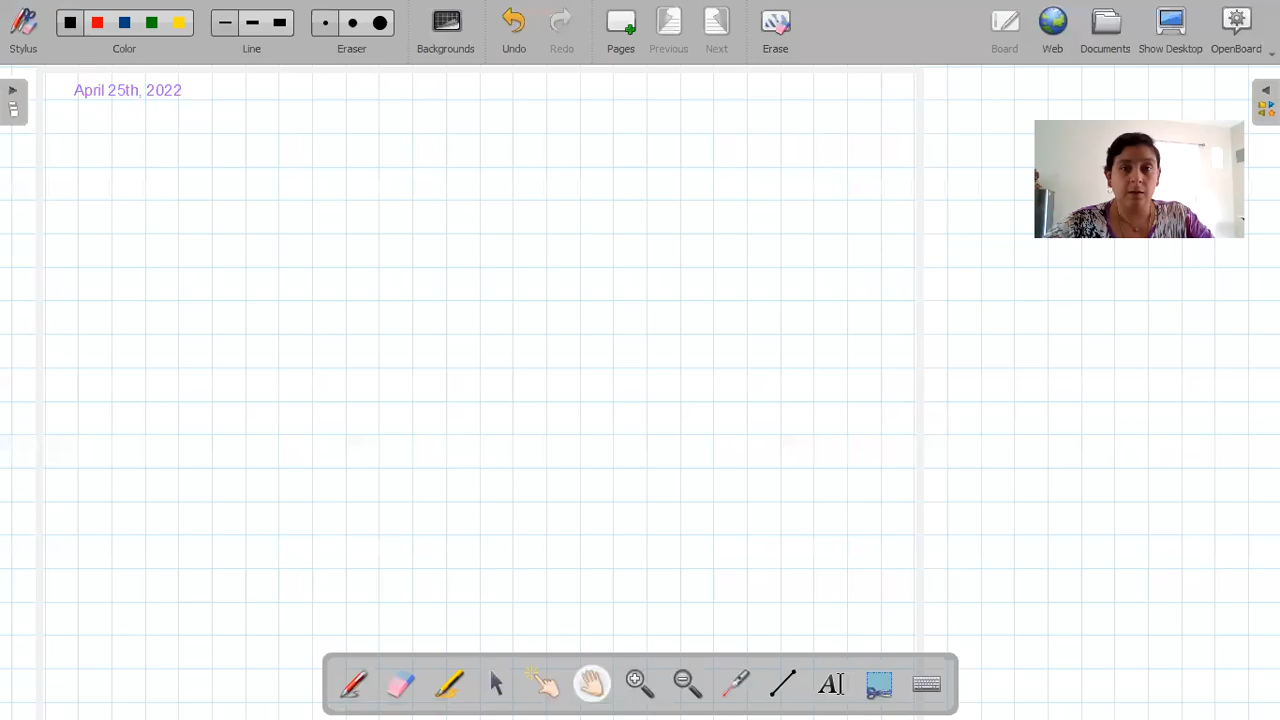 Stylus Color Line Eraser Backgrounds Undo Redo Pages Previous Next Erase Board Web Documents Show Desktop OpenBoard
April 25th, 2022
AI